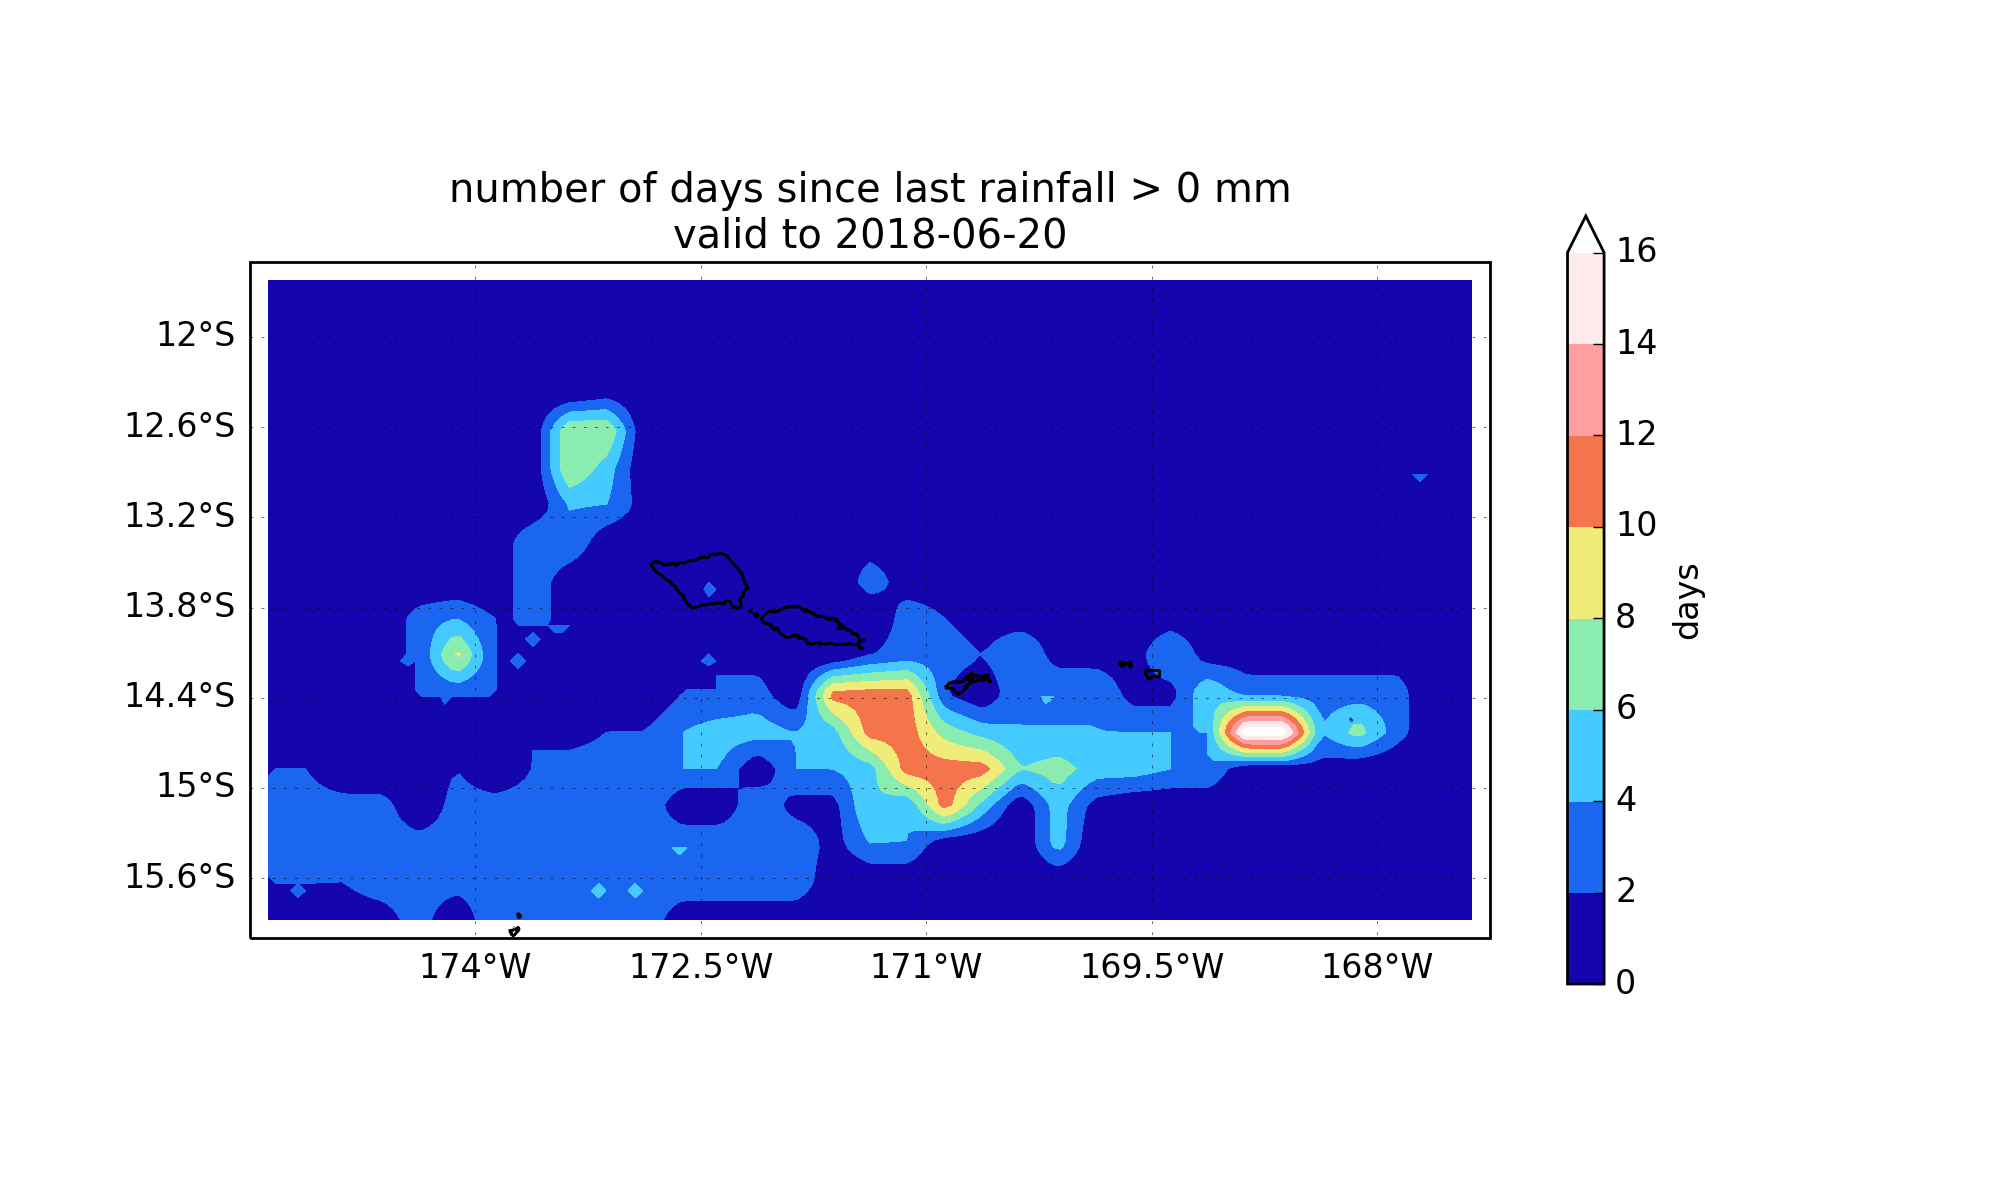 number of days since last rainfall > 0 mm
valid to 2018-06-20
12°S
12.6°S
13.2°S
13.8°S
14.4°S
15°S
15.6°S
174°W
172.5°W
171°W
169.5°W
168°W
16
14
12
10
8
6
4
2
0
days